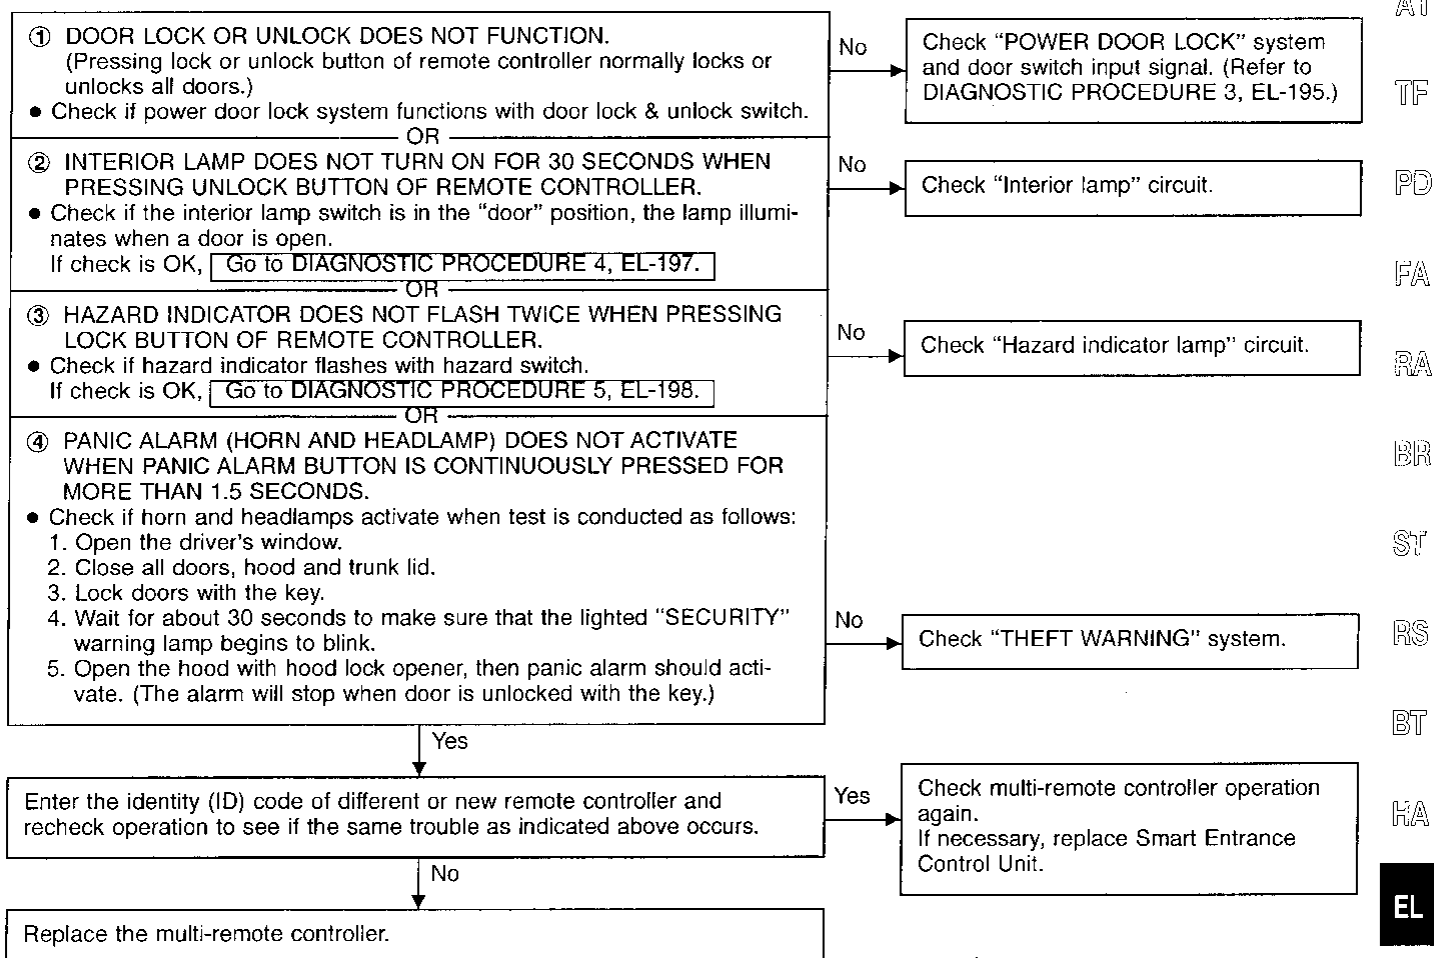 ① DOOR LOCK OR UNLOCK DOES NOT FUNCTION.
(Pressing lock or unlock button of remote controller normally locks or
unlocks all doors.)
● Check if power door lock system functions with door lock & unlock switch.
No
Check “POWER DOOR LOCK” system
and door switch input signal. (Refer to
DIAGNOSTIC PROCEDURE 3, EL-195.)
OR
② INTERIOR LAMP DOES NOT TURN ON FOR 30 SECONDS WHEN
PRESSING UNLOCK BUTTON OF REMOTE CONTROLLER.
● Check if the interior lamp switch is in the “door” position, the lamp illumi-
nates when a door is open.
If check is OK, Go to DIAGNOSTIC PROCEDURE 4, EL-197.
No
Check “Interior lamp” circuit.
OR
③ HAZARD INDICATOR DOES NOT FLASH TWICE WHEN PRESSING
LOCK BUTTON OF REMOTE CONTROLLER.
● Check if hazard indicator flashes with hazard switch.
If check is OK, Go to DIAGNOSTIC PROCEDURE 5, EL-198.
No
Check “Hazard indicator lamp” circuit.
OR
④ PANIC ALARM (HORN AND HEADLAMP) DOES NOT ACTIVATE
WHEN PANIC ALARM BUTTON IS CONTINUOUSLY PRESSED FOR
MORE THAN 1.5 SECONDS.
● Check if horn and headlamps activate when test is conducted as follows:
1. Open the driver's window.
2. Close all doors, hood and trunk lid.
3. Lock doors with the key.
4. Wait for about 30 seconds to make sure that the lighted “SECURITY”
warning lamp begins to blink.
5. Open the hood with hood lock opener, then panic alarm should acti-
vate. (The alarm will stop when door is unlocked with the key.)
No
Check “THEFT WARNING” system.
Yes
Enter the identity (ID) code of different or new remote controller and
recheck operation to see if the same trouble as indicated above occurs.
Yes
Check multi-remote controller operation
again.
If necessary, replace Smart Entrance
Control Unit.
No
Replace the multi-remote controller.
AT
TF
PD
FA
RA
BR
ST
RS
BT
HA
EL